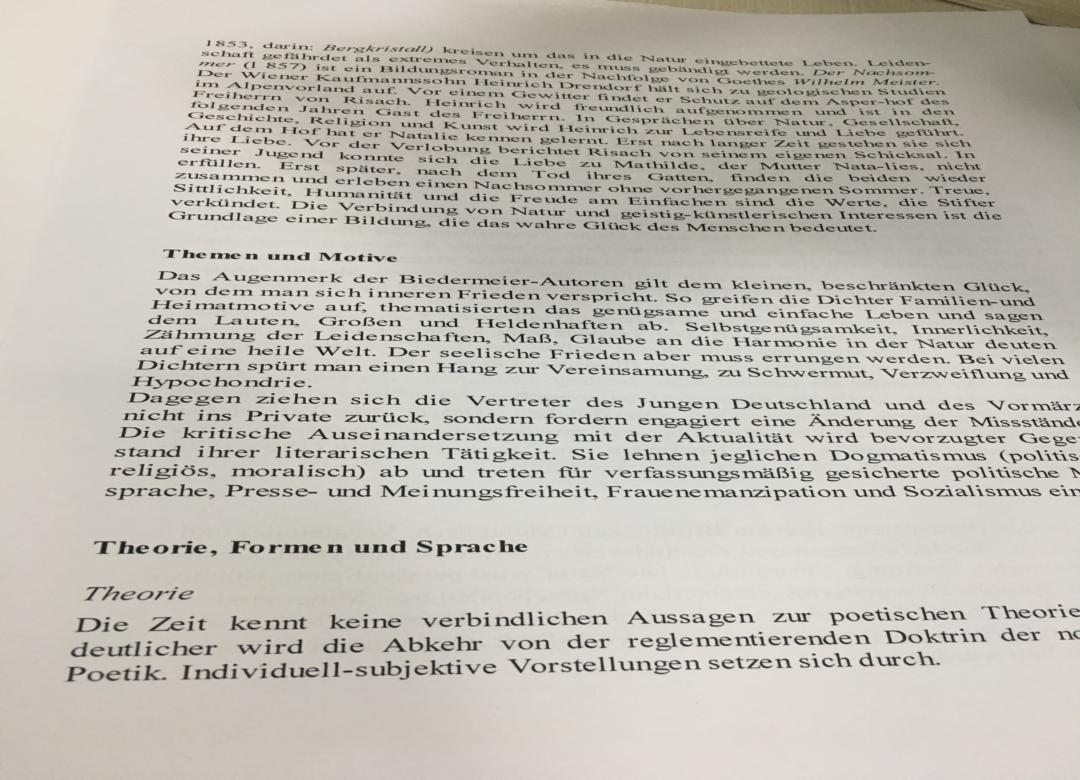 1853, darin: Bergkristall) kreisen um das in die Natur eingebettete Leben. Leiden-
schaft gefährdet als extremes Verhalten, es muss gebändigt werden. Der Nachsom-
mer (l 857) ist ein Bildungsroman in der Nachfolge von Goethes Wilhelm Meister.
Der Wiener Kaufmannssohn Heinrich Drendorf hält sich zu geologischen Studien
im Alpenvorland auf. Vor einem Gewitter findet er Schutz auf dem Asper-hof des
Freiherrn von Risach. Heinrich wird freundlich aufgenommen und ist in den
folgenden Jahren Gast des Freiherrn. In Gesprächen über Natur, Gesellschaft,
Geschichte, Religion und Kunst wird Heinrich zur Lebensreife und Liebe geführt.
Auf dem Hof hat er Natalie kennen gelernt. Erst nach langer Zeit gestehen sie sich
ihre Liebe. Vor der Verlobung berichtet Risach von seinem eigenen Schicksal. In
seiner Jugend konnte sich die Liebe zu Mathilde, der Mutter Nata-lies, nicht
erfüllen. Erst später, nach dem Tod ihres Gatten, finden die beiden wieder
zusammen und erleben einen Nachsommer ohne vorhergegangenen Sommer. Treue,
Sittlichkeit, Humanität und die Freude am Einfachen sind die Werte, die Stifter
verkündet. Die Verbindung von Natur und geistig-künstlerischen Interessen ist die
Grundlage einer Bildung, die das wahre Glück des Menschen bedeutet.
Themen und Motive
Das Augenmerk der Biedermeier-Autoren gilt dem kleinen, beschränkten Glück,
von dem man sich inneren Frieden verspricht. So greifen die Dichter Familien-und
Heimatmotive auf, thematisierten das genügsame und einfache Leben und sagen
dem Lauten, Großen und Heldenhaften ab. Selbstgenügsamkeit, Innerlichkeit,
Zähmung der Leidenschaften, Maß, Glaube an die Harmonie in der Natur deuten
auf eine heile Welt. Der seelische Frieden aber muss errungen werden. Bei vielen
Dichtern spürt man einen Hang zur Vereinsamung, zu Schwermut, Verzweiflung und
Hypochondrie.
Dagegen ziehen sich die Vertreter des Jungen Deutschland und des Vormärz
nicht ins Private zurück, sondern fordern engagiert eine Änderung der Missstände
Die kritische Auseinandersetzung mit der Aktualität wird bevorzugter Gege
stand ihrer literarischen Tätigkeit. Sie lehnen jeglichen Dogmatismus (politis
religiös, moralisch) ab und treten für verfassungsmäßig gesicherte politische
sprache, Presse- und Meinungsfreiheit, Frauenemanzipation und Sozialismus ein
Theorie, Formen und Sprache
Theorie
Die Zeit kennt keine verbindlichen Aussagen zur poetischen Theorie
deutlicher wird die Abkehr von der reglementierenden Doktrin der no
Poetik. Individuell-subjektive Vorstellungen setzen sich durch.